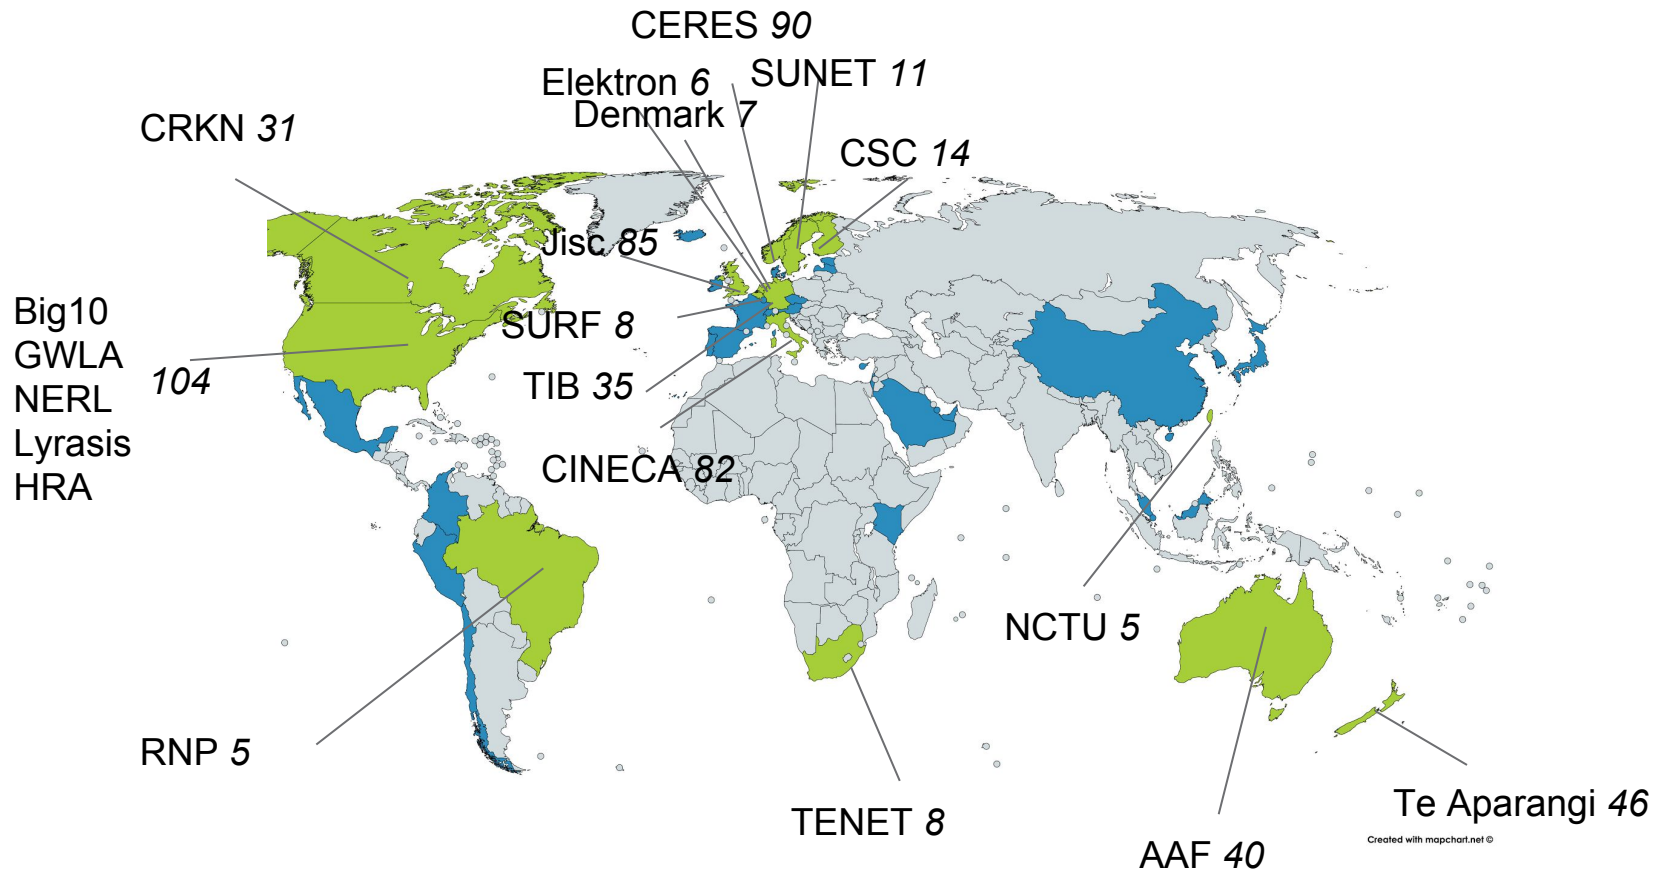 CERES 90
Elektron 6
SUNET 11
Denmark 7
CRKN 31
CSC 14
Jisc 85
Big10
GWLA
NERL
Lyrasis
HRA
104
SURF 8
TIB 35
CINECA 82
NCTU 5
RNP 5
TENET 8
Te Aparangi 46
Created with mapchart.net ©
AAF 40